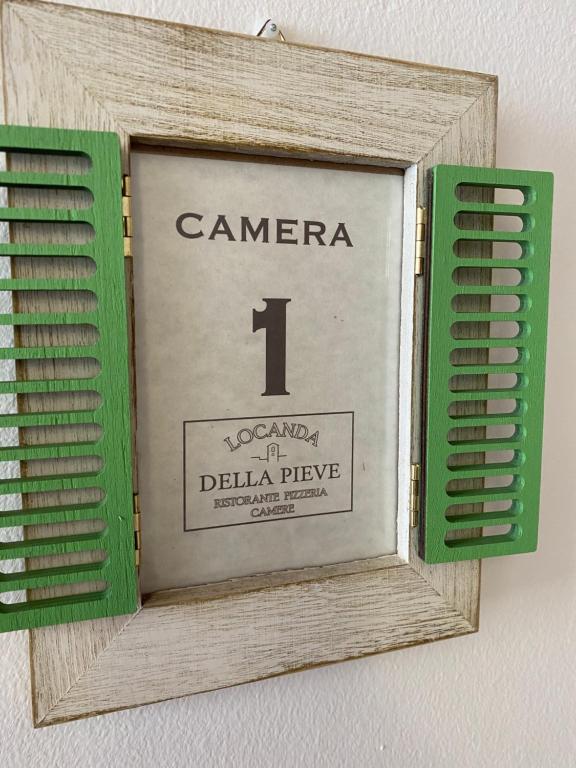 CAMERA
1
LOCANDA
DELLA PIEVE
RISTORANTE PIZZERIA
CAMERE